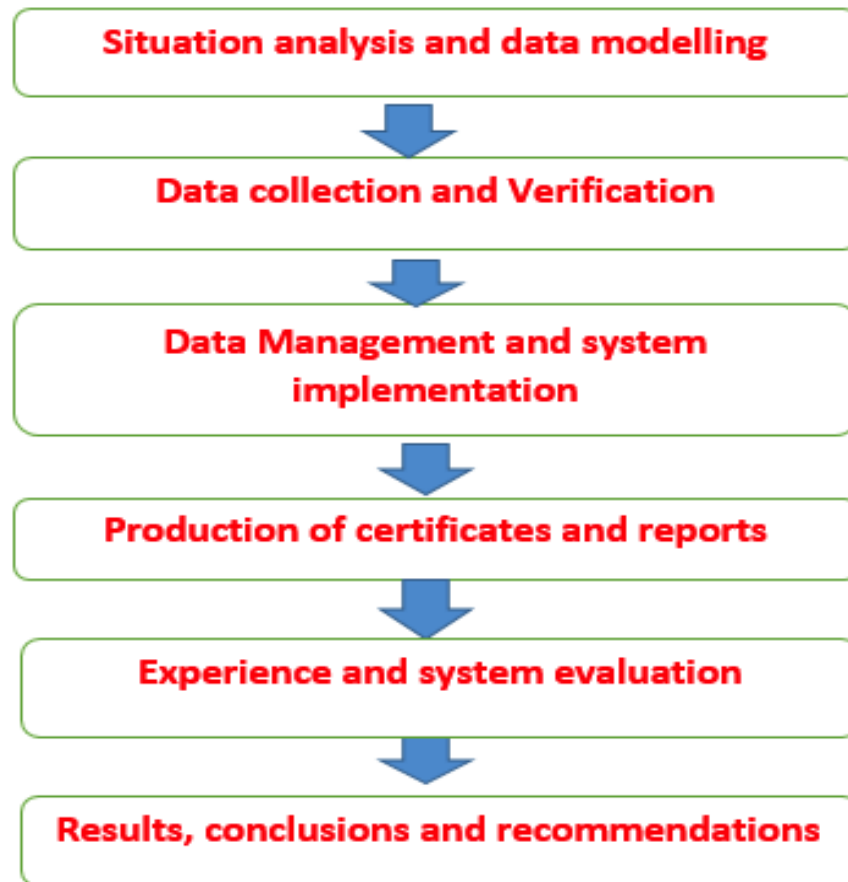 Situation analysis and data modelling
Data collection and Verification
Data Management and system
implementation
Production of certificates and reports
Experience and system evaluation
Results, conclusions and recommendations